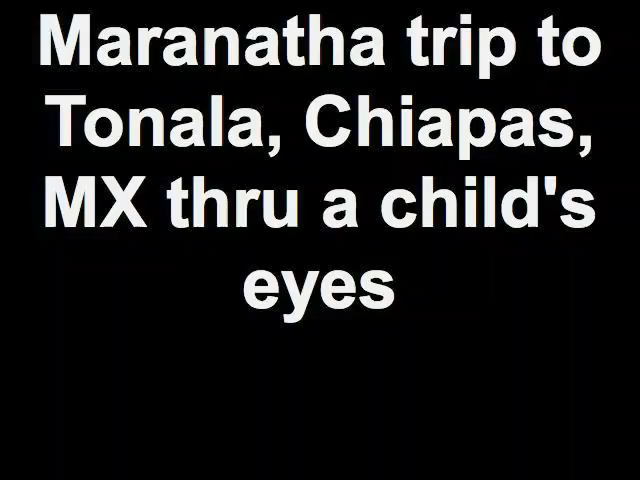 Maranatha trip to
Tonala, Chiapas,
MX thru a child's
eyes